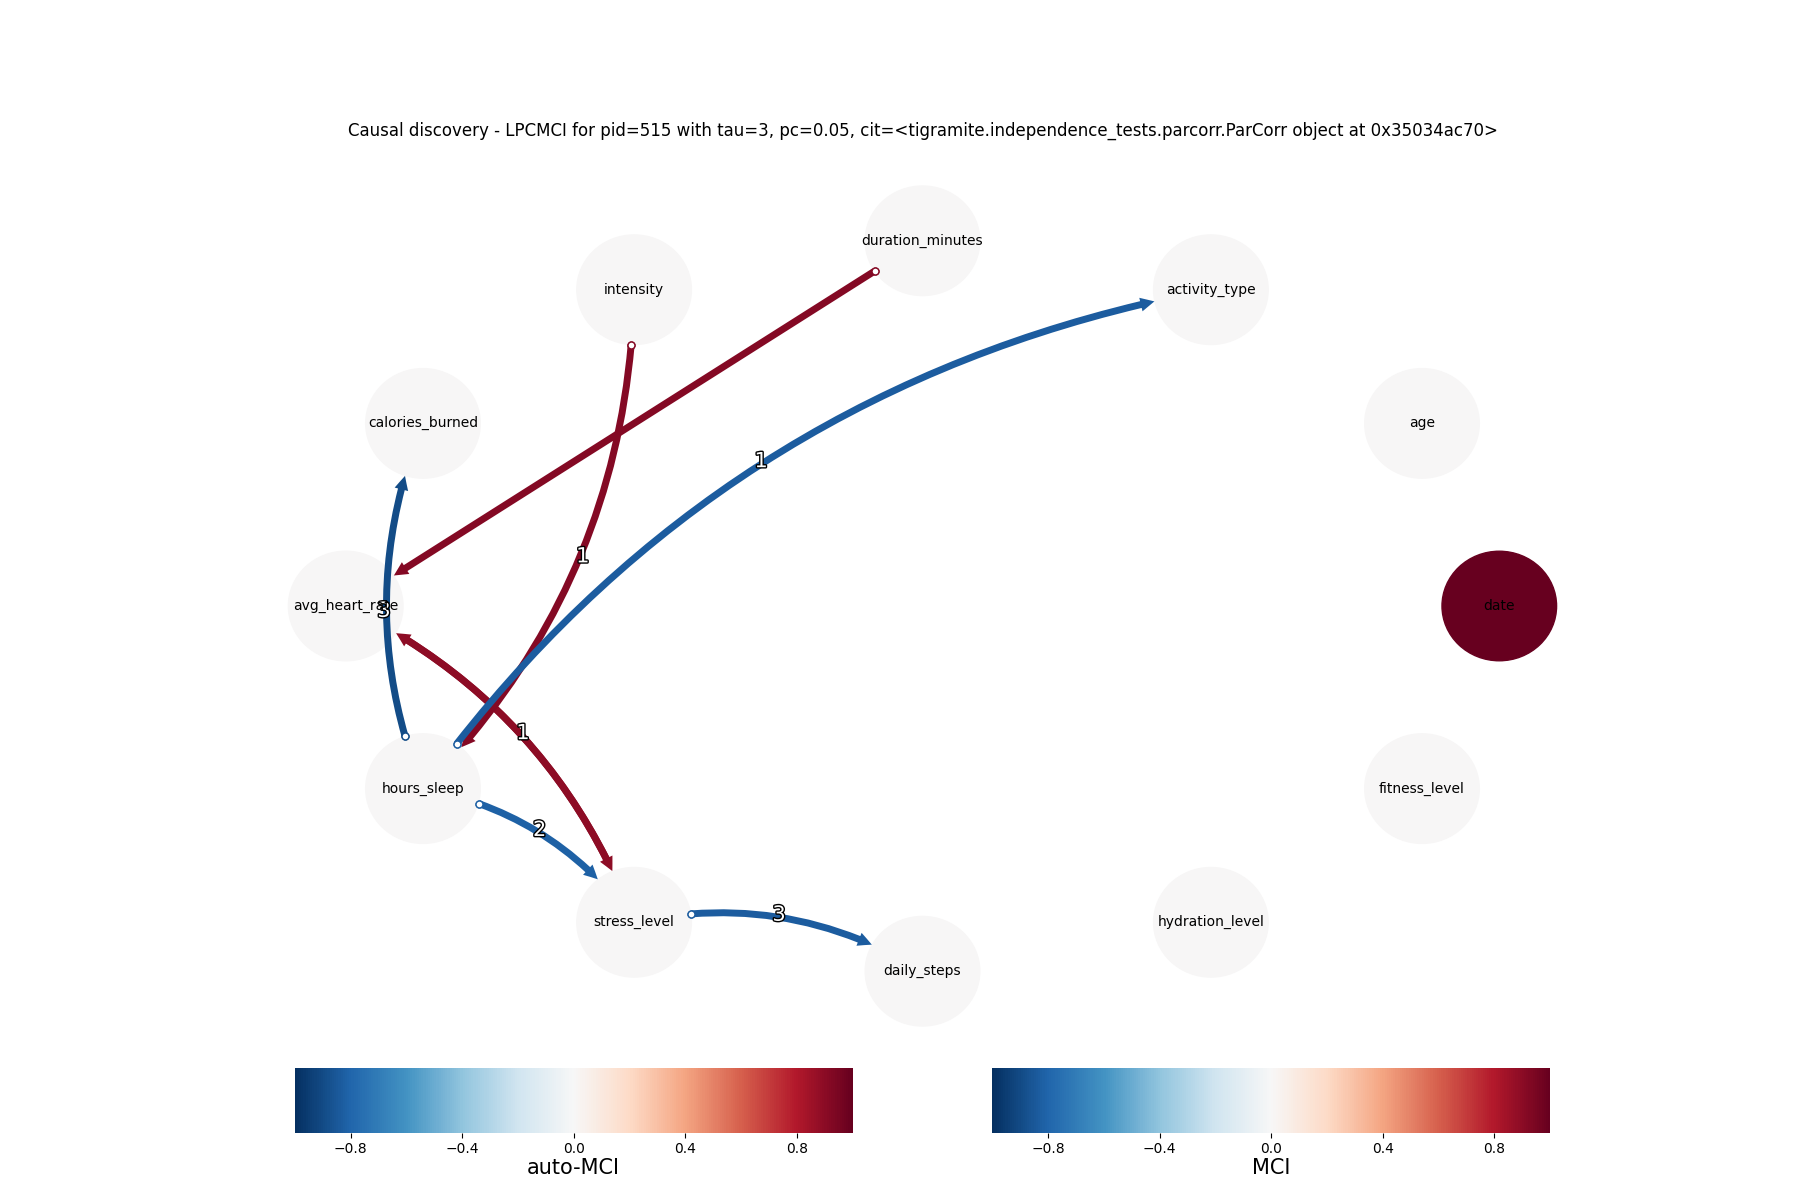 Causal discovery - LPCMCI for pid=515 with tau=3, pc=0.05, cit=<tigramite.independence_tests.parcorr.ParCorr object at 0x35034ac70>
duration_minutes
intensity
activity_type
calories_burned
age
1
1
avg_heart_rate
3
date
1
hours_sleep
fitness_level
2
3
stress_level
hydration_level
daily_steps
−0.8 −0.4 0.0 0.4 0.8
auto-MCI
−0.8 −0.4 0.0 0.4 0.8
MCI